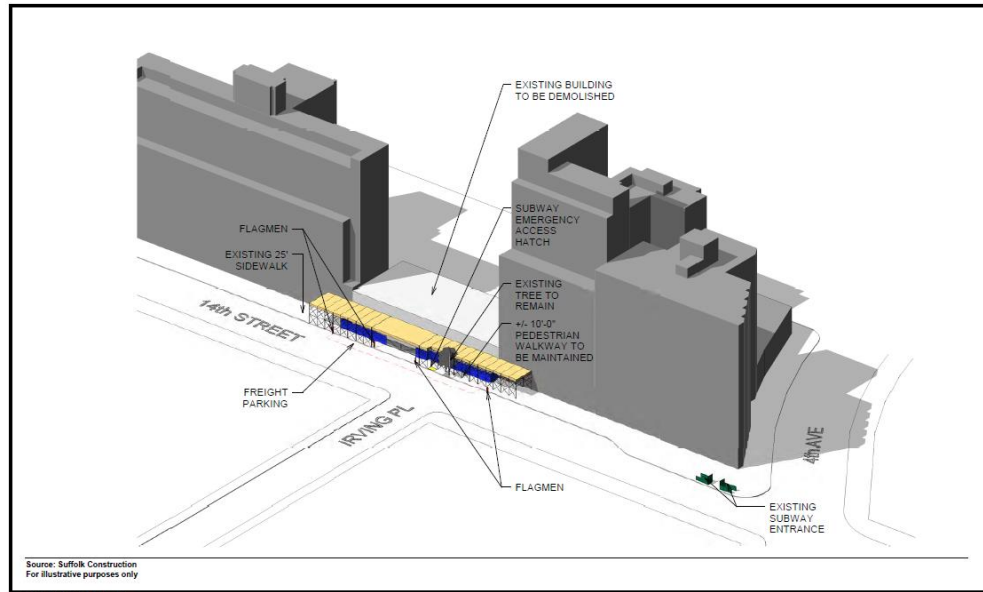 EXISTING BUILDING
TO BE DEMOLISHED
SUBWAY
EMERGENCY
ACCESS
HATCH
FLAGMEN
EXISTING 25'
SIDEWALK
EXISTING
TREE TO
REMAIN
+/- 10'-0"
PEDESTRIAN
WALKWAY TO
BE MAINTAINED
14th STREET
FREIGHT
PARKING
IRVING PL
4th AVE
FLAGMEN
EXISTING
SUBWAY
ENTRANCE
Source: Suffolk Construction
For illustrative purposes only